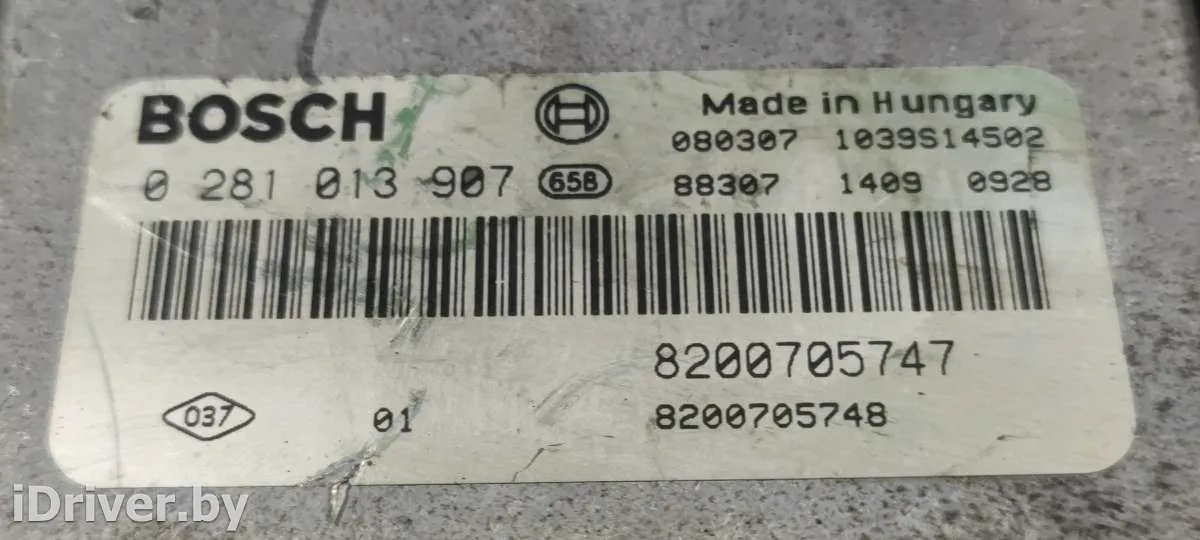 BOSCH
Made in Hungary
080307 1039S14502
0 281 013 907 658
88307 1409 0928
8200705747
037 01 8200705748
iDriver.by